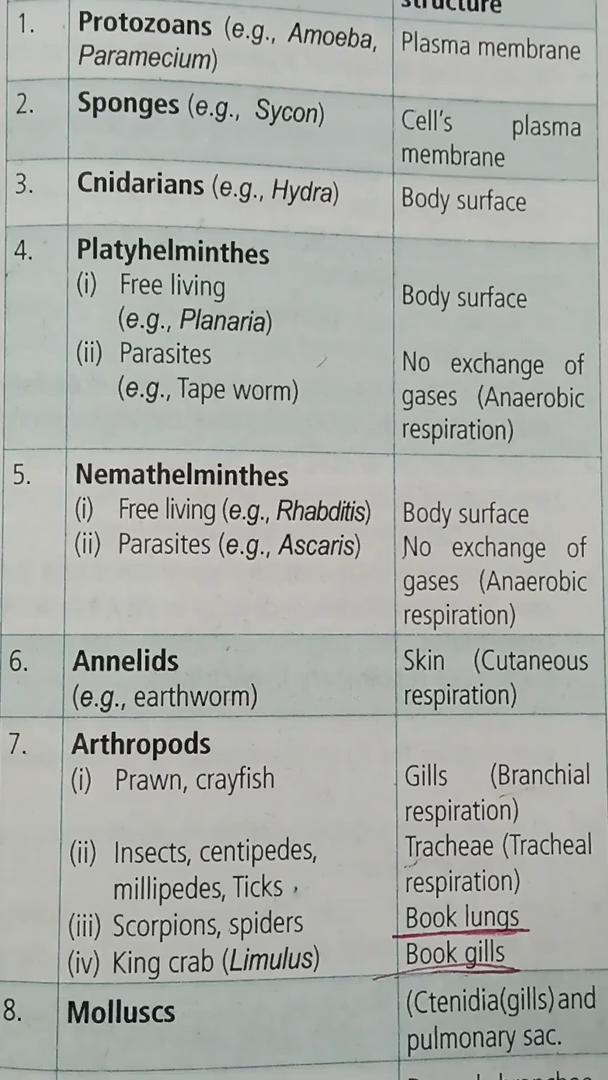 structure
1. Protozoans (e.g., Amoeba, Paramecium) Plasma membrane
2. Sponges (e.g., Sycon) Cell's plasma membrane
3. Cnidarians (e.g., Hydra) Body surface
4. Platyhelminthes
(i) Free living
(e.g., Planaria) Body surface
(ii) Parasites
(e.g., Tape worm) No exchange of gases (Anaerobic respiration)
5. Nemathelminthes
(i) Free living (e.g., Rhabditis) Body surface
(ii) Parasites (e.g., Ascaris) No exchange of gases (Anaerobic respiration)
6. Annelids
(e.g., earthworm) Skin (Cutaneous respiration)
7. Arthropods
(i) Prawn, crayfish Gills (Branchial respiration)
(ii) Insects, centipedes, millipedes, Ticks Tracheae (Tracheal respiration)
(iii) Scorpions, spiders Book lungs
(iv) King crab (Limulus) Book gills
8. Molluscs (Ctenidia(gills) and pulmonary sac.